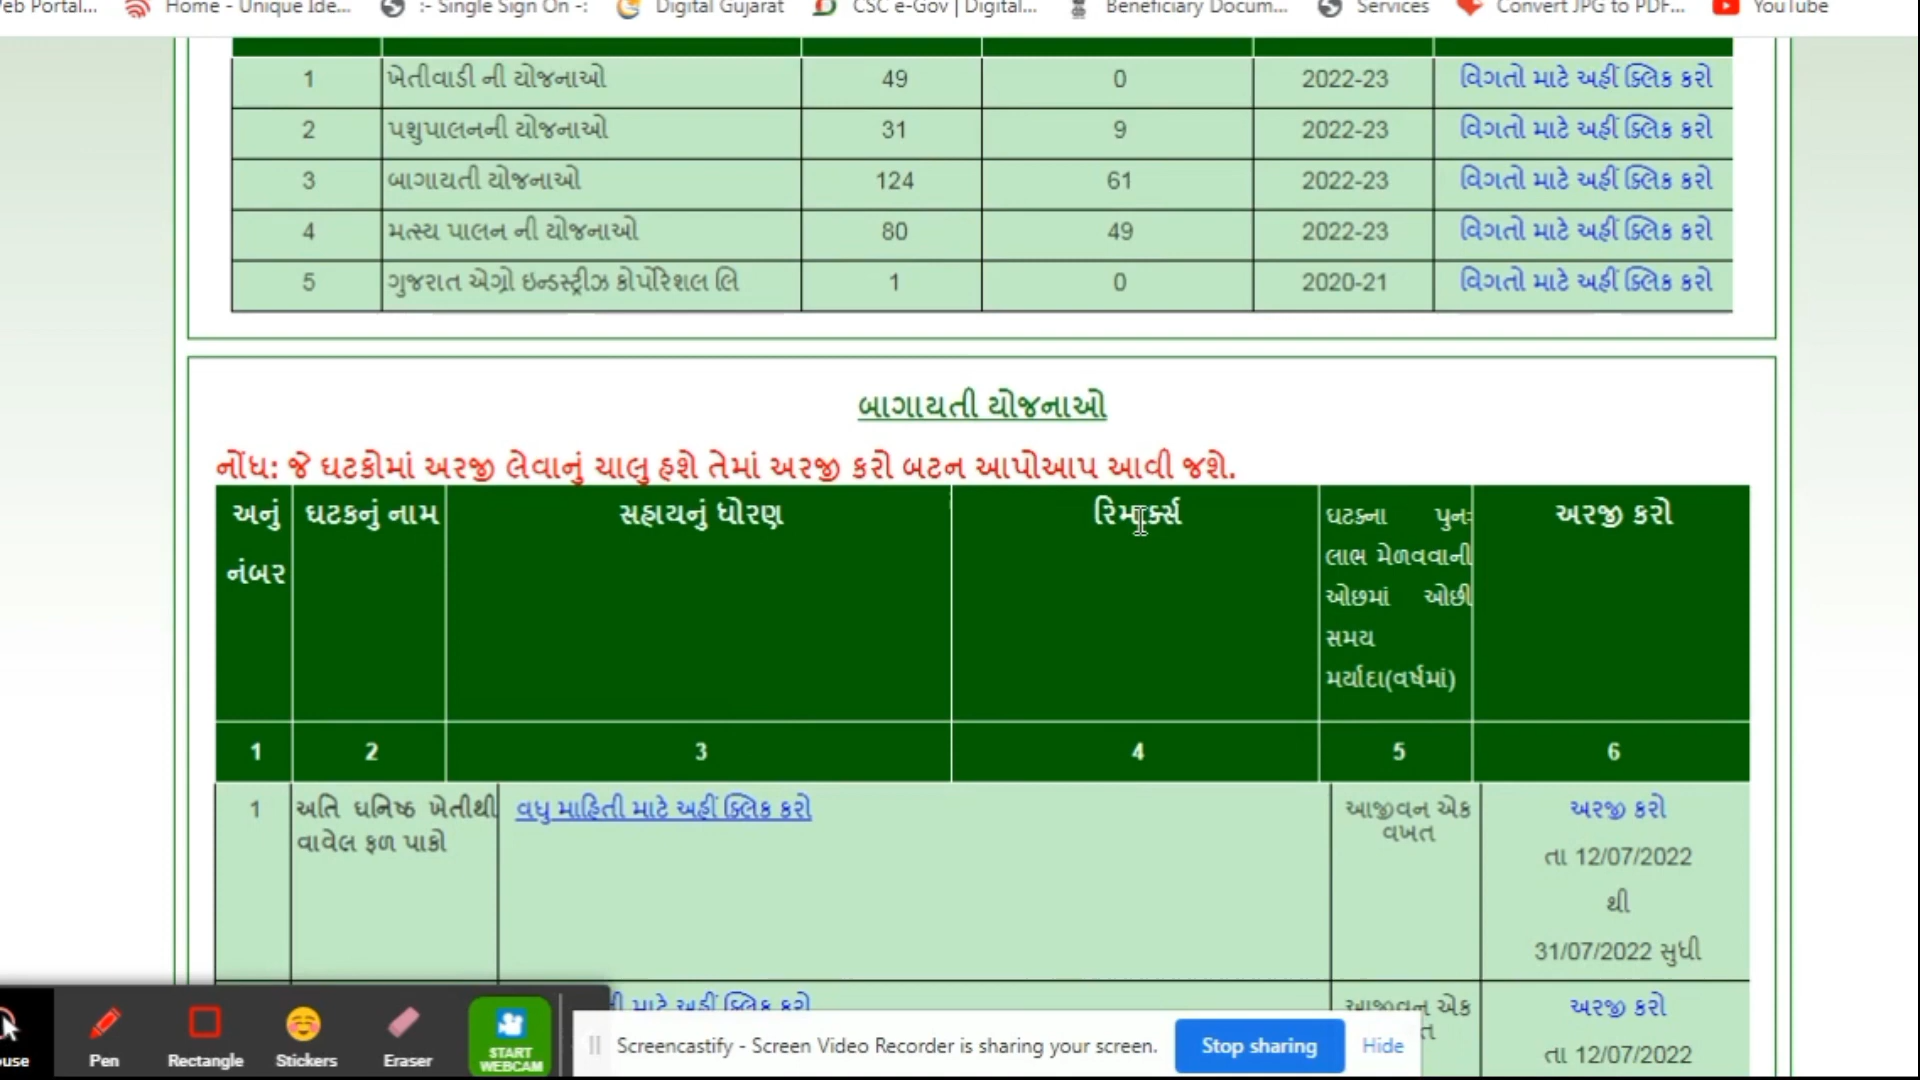 Home - Unique Ide... :- Single Sign On -: Digital Gujarat CSC e-Gov | Digital... Beneficiary Docum... Services Convert JPG to PDF... YouTube
1 ખેતીવાડી ની યોજનાઓ 49 0 2022-23 વિગતો માટે અહીં ક્લિક કરો
2 પશુપાલનની યોજનાઓ 31 9 2022-23 વિગતો માટે અહીં ક્લિક કરો
3 બાગાયતી યોજનાઓ 124 61 2022-23 વિગતો માટે અહીં ક્લિક કરો
4 મત્સ્ય પાલન ની યોજનાઓ 80 49 2022-23 વિગતો માટે અહીં ક્લિક કરો
5 ગુજરાત એગ્રો ઇન્ડસ્ટ્રીઝ કોર્પોરેશલ લિ 1 0 2020-21 વિગતો માટે અહીં ક્લિક કરો
બાગાયતી યોજનાઓ
નોંધ: જે ઘટકોમાં અરજી લેવાનું ચાલુ હશે તેમાં અરજી કરો બટન આપોઆપ આવી જશે.
અનું ઘટકનું નામ સહાયનું ધોરણ રિમાર્ક્સ ઘટકના પુન: અરજી કરો
લાભ મેળવવાની
નંબર
ઓછમાં ઓછી
સમય
મર્યાદા(વર્ષમાં)
1 2 3 4 5 6
1 અતિ ઘનિષ્ઠ ખેતીથી વધુ માહિતી માટે અહીં ક્લિક કરો આજીવન એક અરજી કરો
વાવેલ ફળ પાકો વખત
તા 12/07/2022
થી
31/07/2022 સુધી
માટે અહીં ક્લિક કરો આજીવન એક અરજી કરો
તા 12/07/2022
Pen Rectangle Stickers Eraser START WEBCAM
Screencastify - Screen Video Recorder is sharing your screen. Stop sharing Hide